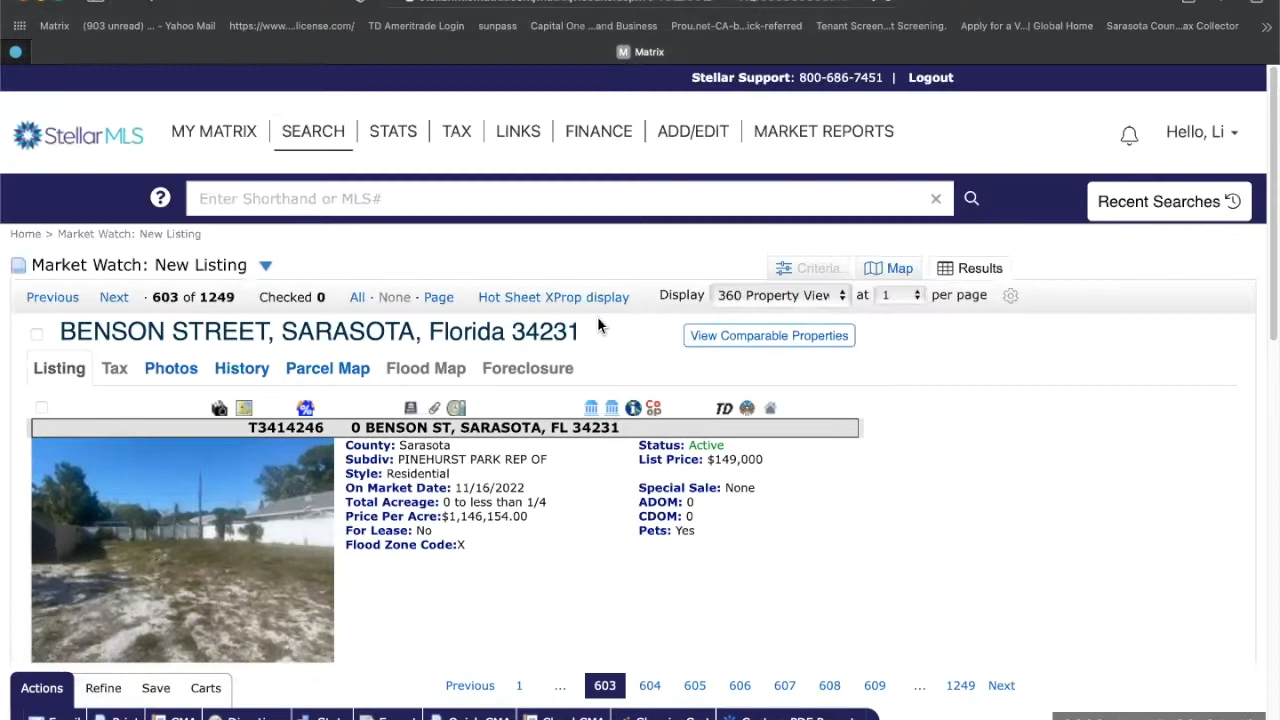 Matrix (903 unread) ... - Yahoo Mail https://www....license.com/ TD Ameritrade Login sunpass Capital One ...and Business Prou.net-CA-b...ick-referred Tenant Screen...t Screening. Apply for a V...| Global Home Sarasota Coun...ax Collector
M Matrix
Stellar Support: 800-686-7451 | Logout
StellarMLS MY MATRIX SEARCH STATS TAX LINKS FINANCE ADD/EDIT MARKET REPORTS Hello, Li
? Enter Shorthand or MLS# Recent Searches
Home > Market Watch: New Listing
Market Watch: New Listing Criteria Map Results
Previous Next · 603 of 1249 Checked 0 All · None · Page Hot Sheet XProp display Display 360 Property View at 1 per page
BENSON STREET, SARASOTA, Florida 34231 View Comparable Properties
Listing Tax Photos History Parcel Map Flood Map Foreclosure
Co op TD
T3414246 0 BENSON ST, SARASOTA, FL 34231
County: Sarasota Status: Active
Subdiv: PINEHURST PARK REP OF List Price: $149,000
Style: Residential
On Market Date: 11/16/2022 Special Sale: None
Total Acreage: 0 to less than 1/4 ADOM: 0
Price Per Acre:$1,146,154.00 CDOM: 0
For Lease: No Pets: Yes
Flood Zone Code:X
Actions Refine Save Carts Previous 1 ... 603 604 605 606 607 608 609 ... 1249 Next